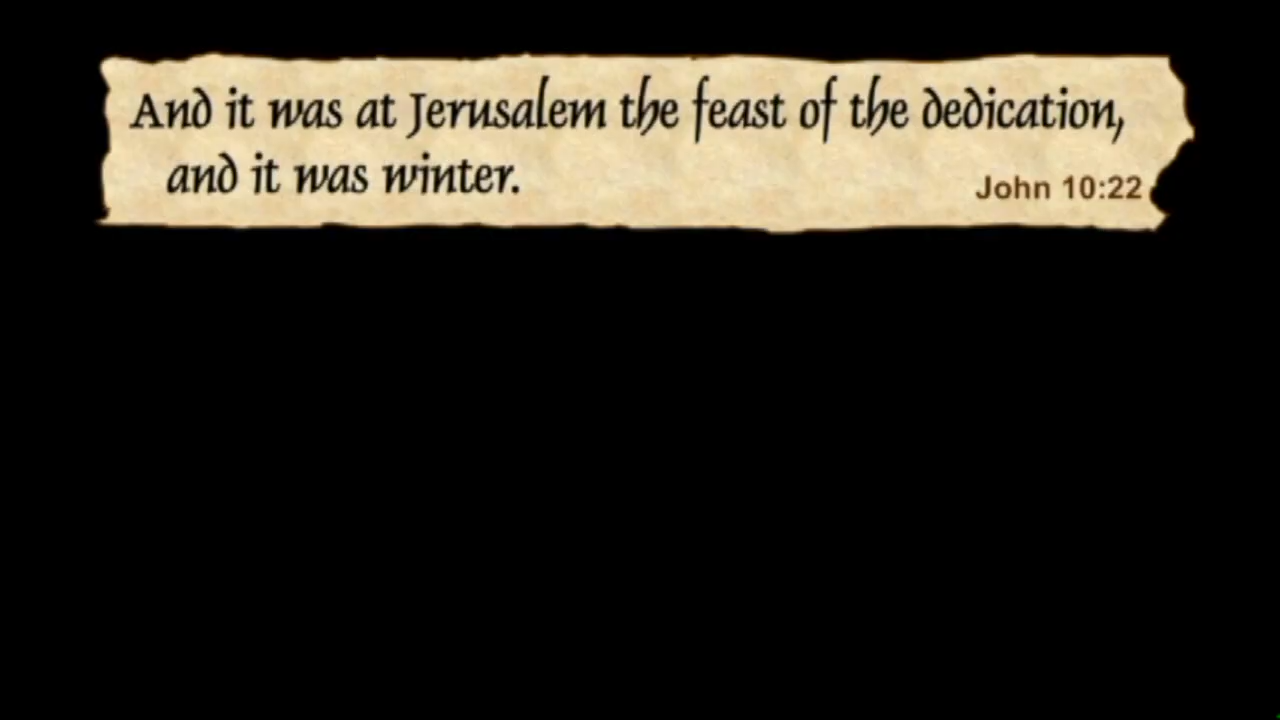 And it was at Jerusalem the feast of the dedication,
and it was winter.
John 10:22